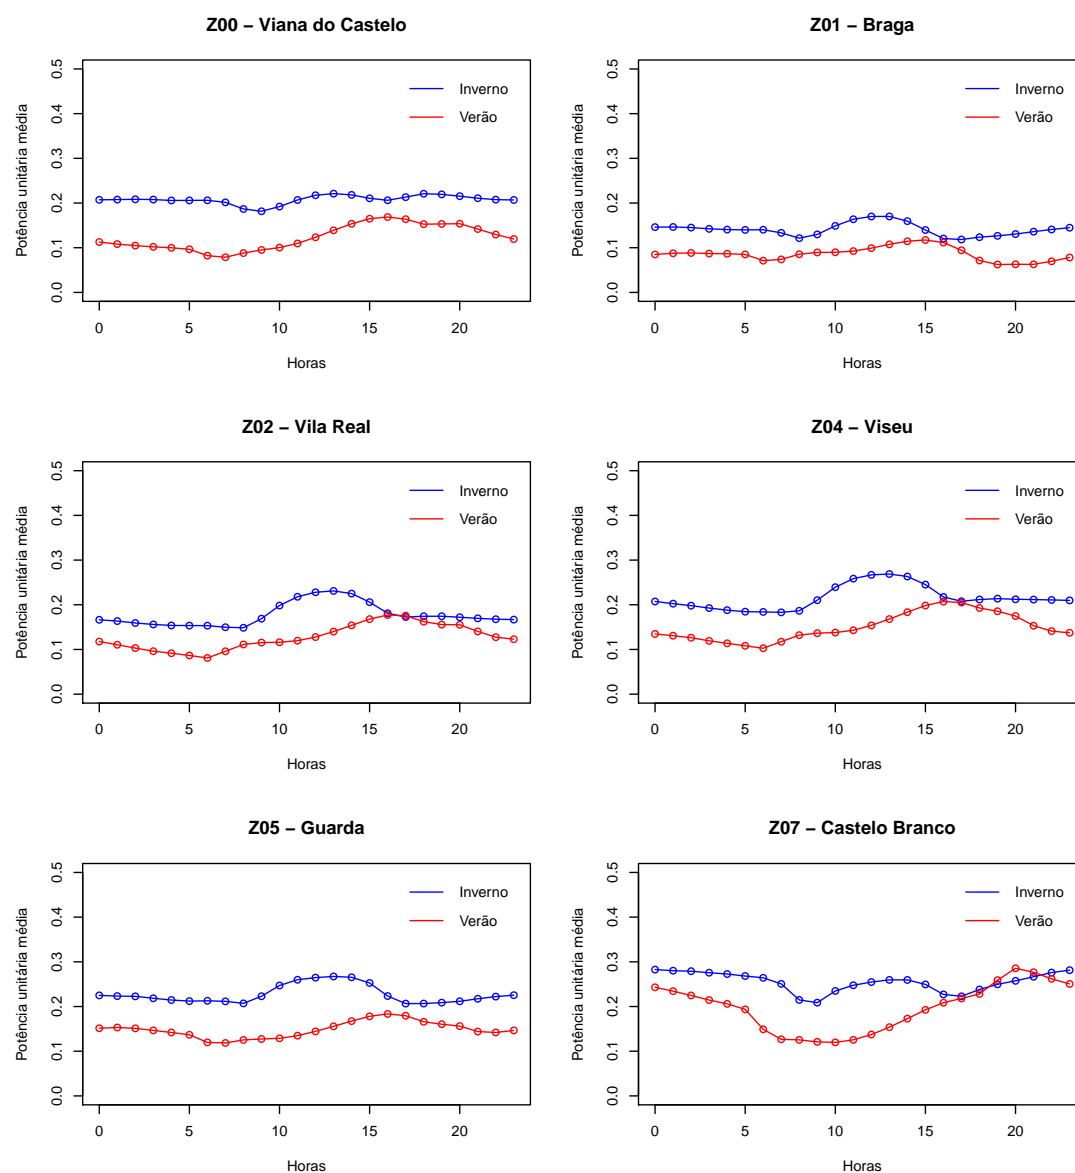 Z00 – Viana do Castelo
Potência unitária média
0.0 0.1 0.2 0.3 0.4 0.5
Inverno
Verão
0 5 10 15 20
Horas
Z01 – Braga
Potência unitária média
0.0 0.1 0.2 0.3 0.4 0.5
Inverno
Verão
0 5 10 15 20
Horas
Z02 – Vila Real
Potência unitária média
0.0 0.1 0.2 0.3 0.4 0.5
Inverno
Verão
0 5 10 15 20
Horas
Z04 – Viseu
Potência unitária média
0.0 0.1 0.2 0.3 0.4 0.5
Inverno
Verão
0 5 10 15 20
Horas
Z05 – Guarda
Potência unitária média
0.0 0.1 0.2 0.3 0.4 0.5
Inverno
Verão
0 5 10 15 20
Horas
Z07 – Castelo Branco
Potência unitária média
0.0 0.1 0.2 0.3 0.4 0.5
Inverno
Verão
0 5 10 15 20
Horas